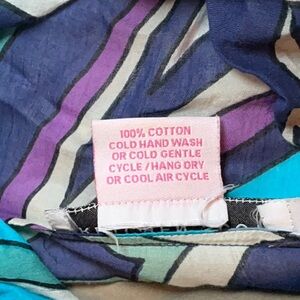 100% COTTON
COLD HAND WASH
OR COLD GENTLE
CYCLE/HANG DRY
OR COOL AIR CYCLE